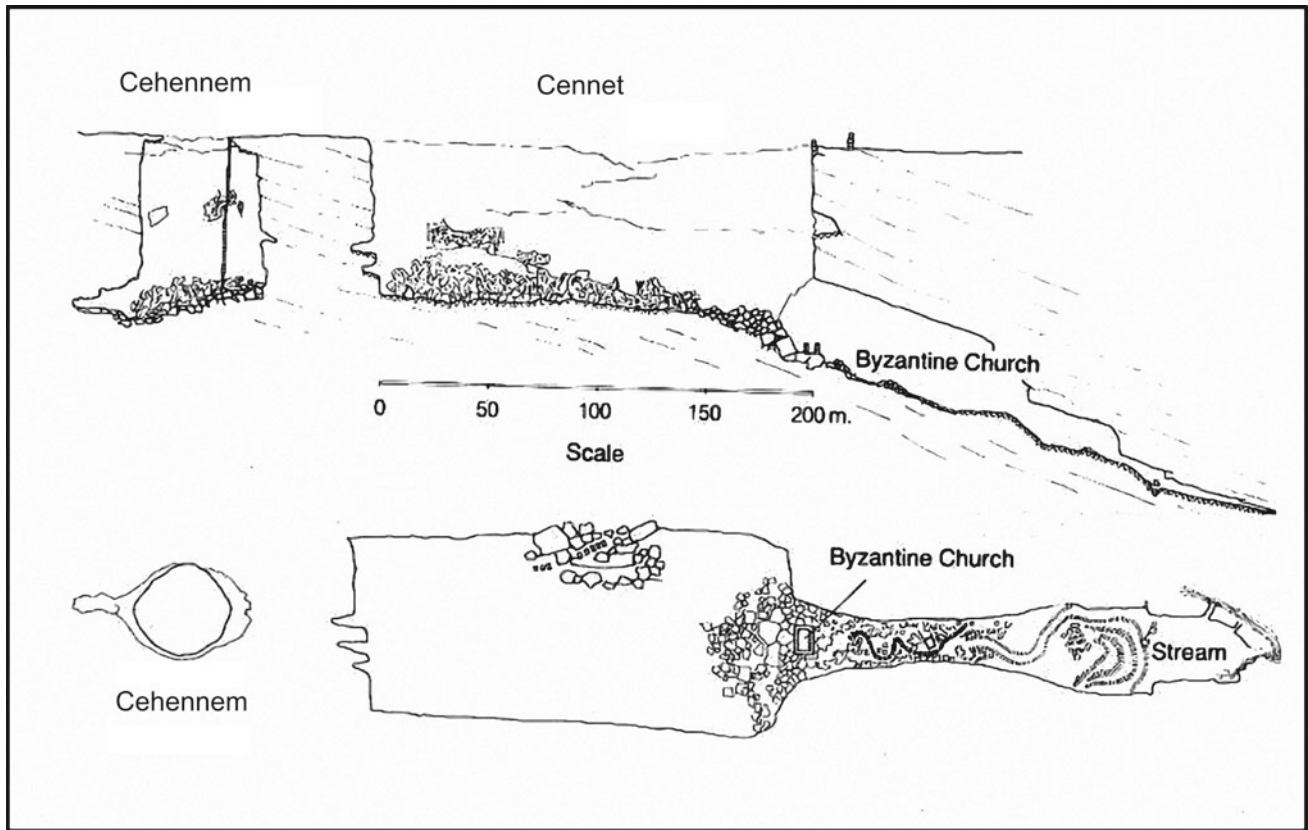 Cehennem
Cennet
Byzantine Church
0 50 100 150 200 m.
Scale
Byzantine Church
Stream
Cehennem